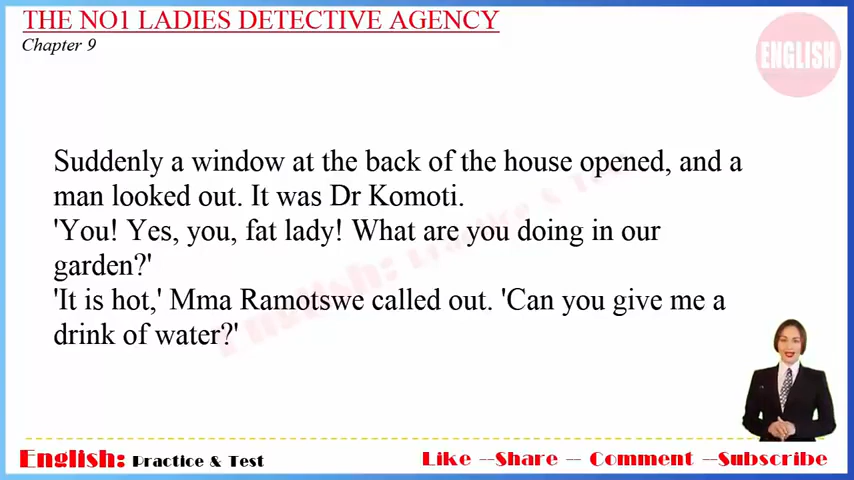 THE NO1 LADIES DETECTIVE AGENCY
Chapter 9
ENGLISH
Suddenly a window at the back of the house opened, and a
man looked out. It was Dr Komoti.
'You! Yes, you, fat lady! What are you doing in our
garden?'
'It is hot,' Mma Ramotswe called out. 'Can you give me a
drink of water?'
English: Practice & Test
English: Practice & Test
Like --Share -- Comment --Subscribe